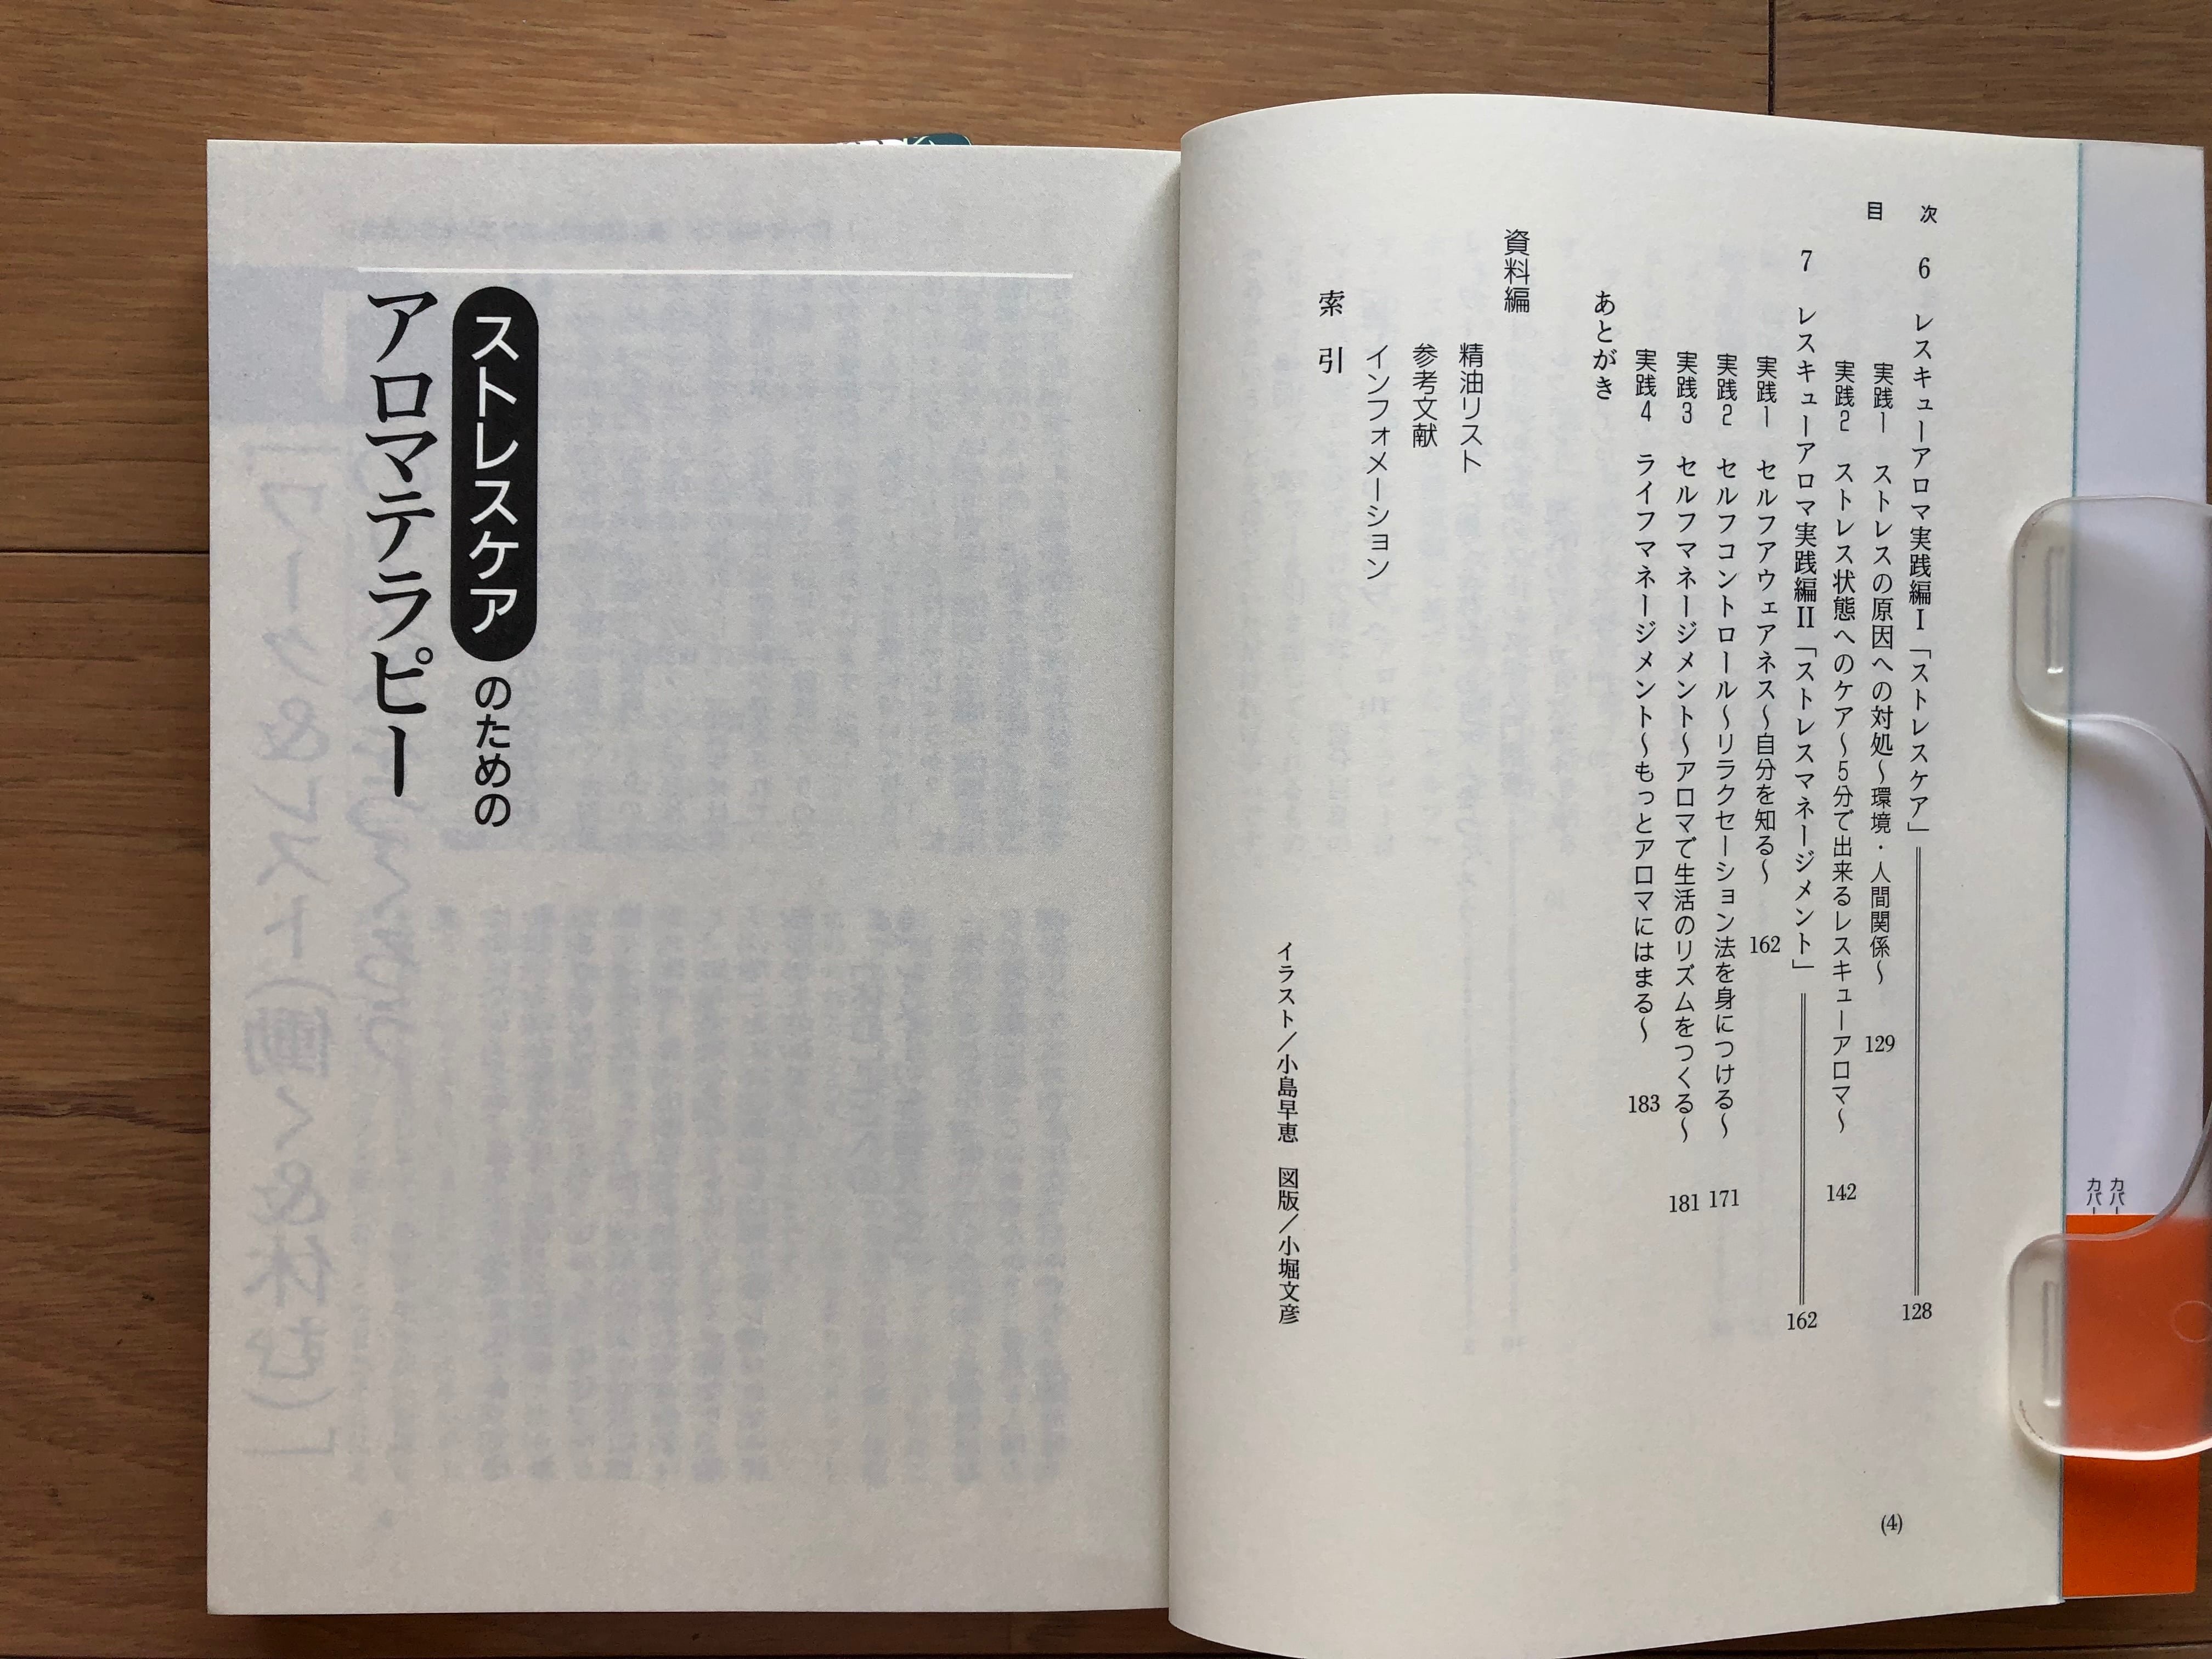 目次
6 レスキューアロマ実践編Ⅰ「ストレスケア」 128
実践1 ストレスの原因への対処～環境・人間関係～ 129
実践2 ストレス状態へのケア～5分で出来るレスキューアロマ～ 142
7 レスキューアロマ実践編Ⅱ「ストレスマネージメント」 162
実践1 セルフアウェアネス～自分を知る～ 162
実践2 セルフコントロール～リラクセーション法を身につける～ 171
実践3 セルフマネージメント～アロマで生活のリズムをつくる～ 181
実践4 ライフマネージメント～もっとアロマにはまる～ 183
あとがき
資料編
精油リスト
参考文献
インフォメーション
索引
イラスト／小島早恵 図版／小堀文彦
(4)
カバー
カバー
ストレスケアのための
アロマテラピー